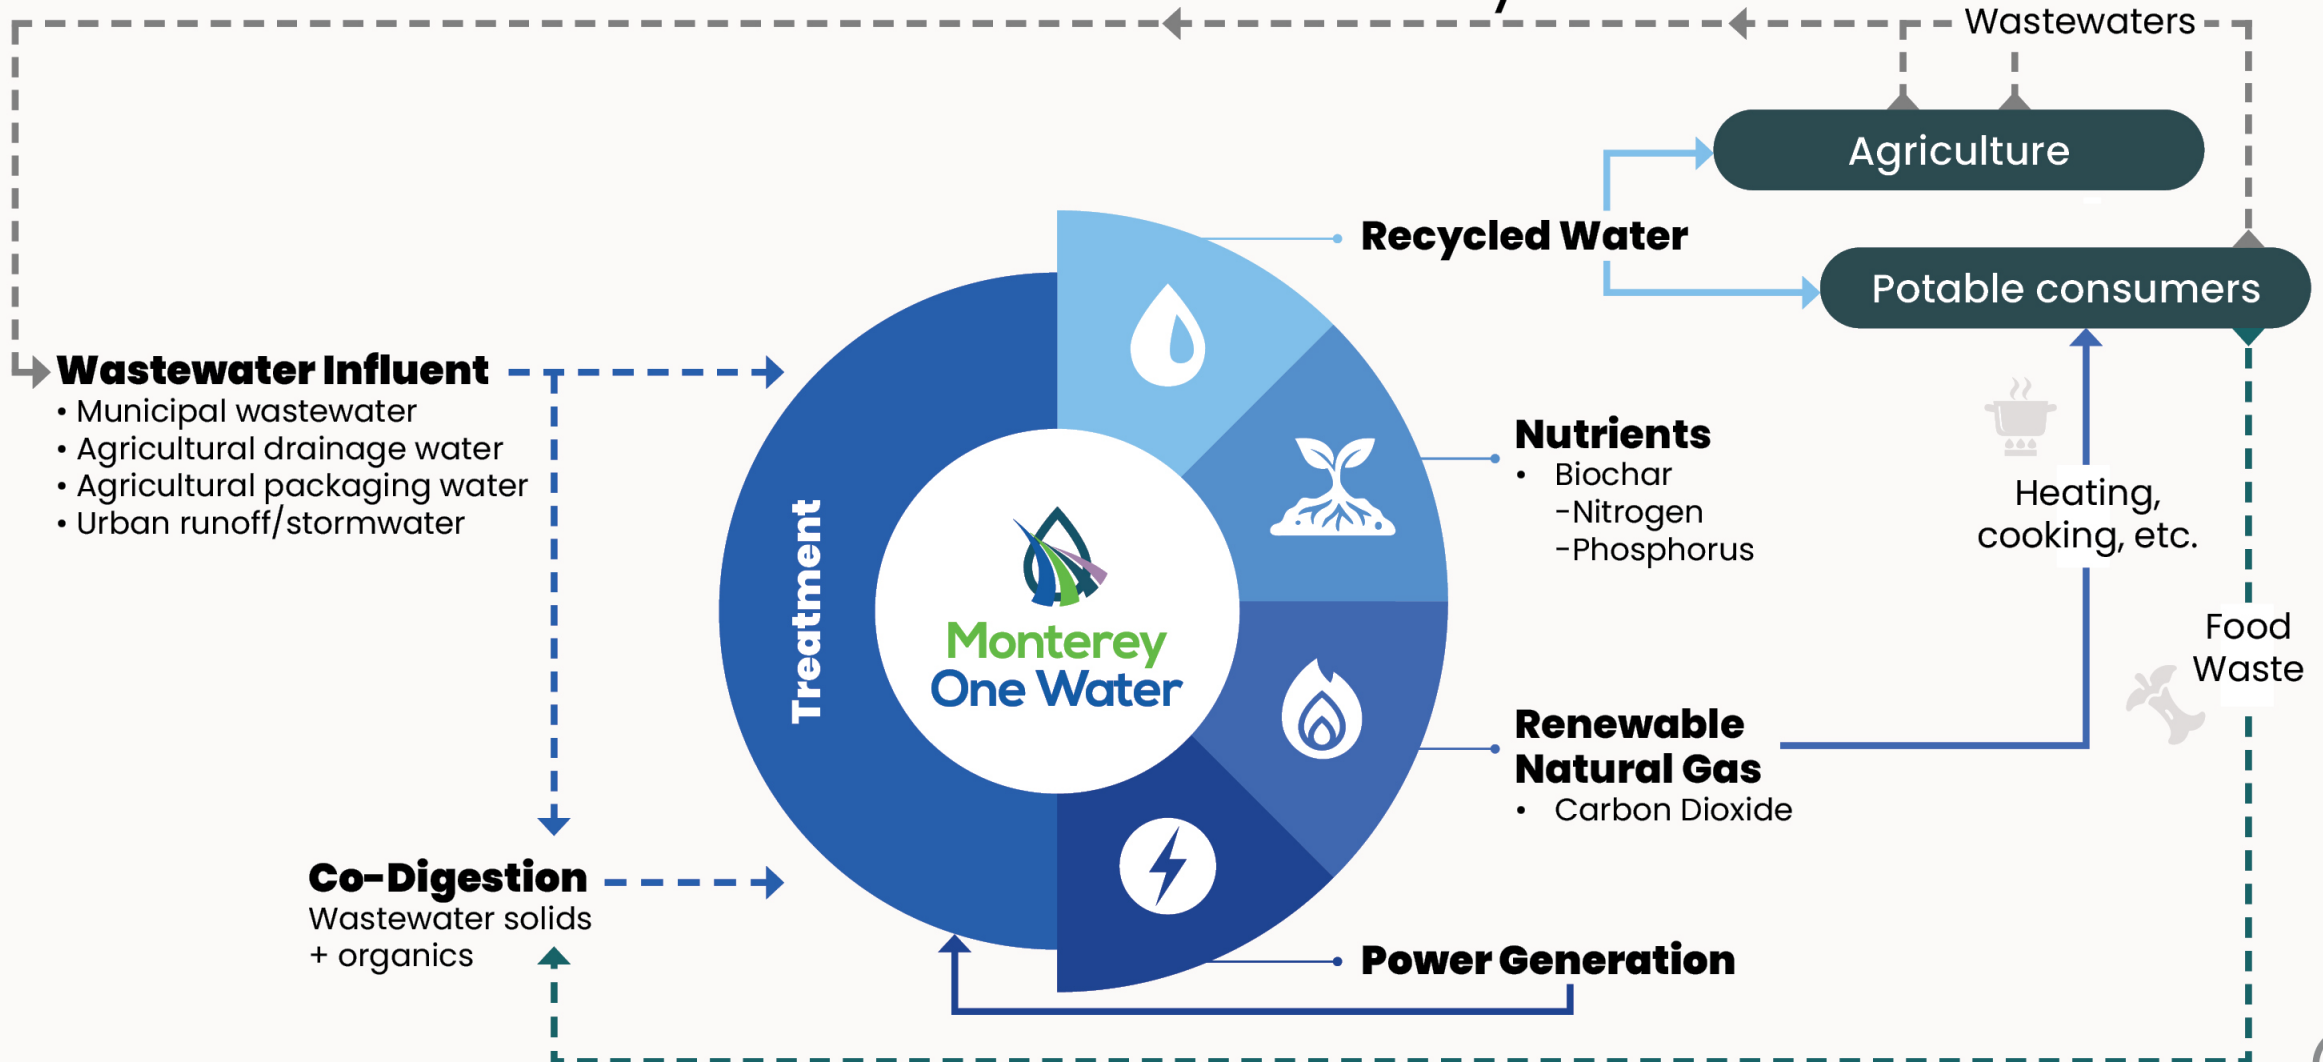 Wastewaters
Agriculture
Recycled Water
Potable consumers
Wastewater Influent
• Municipal wastewater
• Agricultural drainage water
• Agricultural packaging water
• Urban runoff/stormwater
Treatment
Monterey
One Water
Nutrients
• Biochar
-Nitrogen
-Phosphorus
Heating,
cooking, etc.
Food
Waste
Renewable
Natural Gas
• Carbon Dioxide
Co-Digestion
Wastewater solids
+ organics
Power Generation